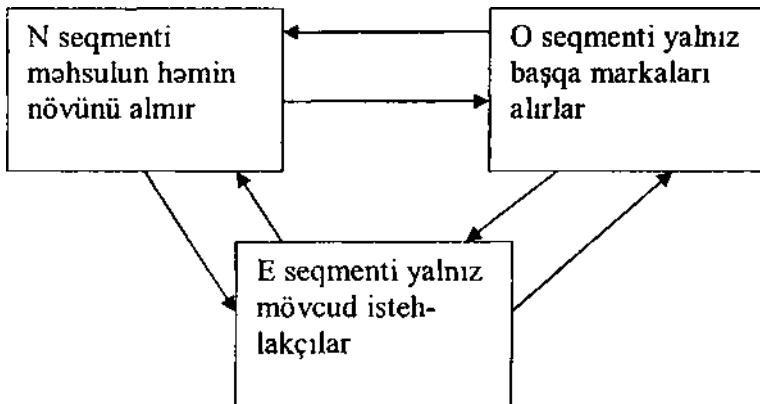 N seqmenti
məhsulun həmin
növünü almır
O seqmenti yalnız
başqa markaları
alırlar
E seqmenti yalnız
mövcud isteh-
lakçılar